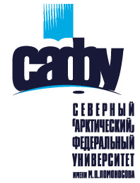 сафу
СЕВЕРНЫЙ
(АРКТИЧЕСКИЙ)
ФЕДЕРАЛЬНЫЙ
УНИВЕРСИТЕТ
ИМЕНИ М.В.ЛОМОНОСОВА